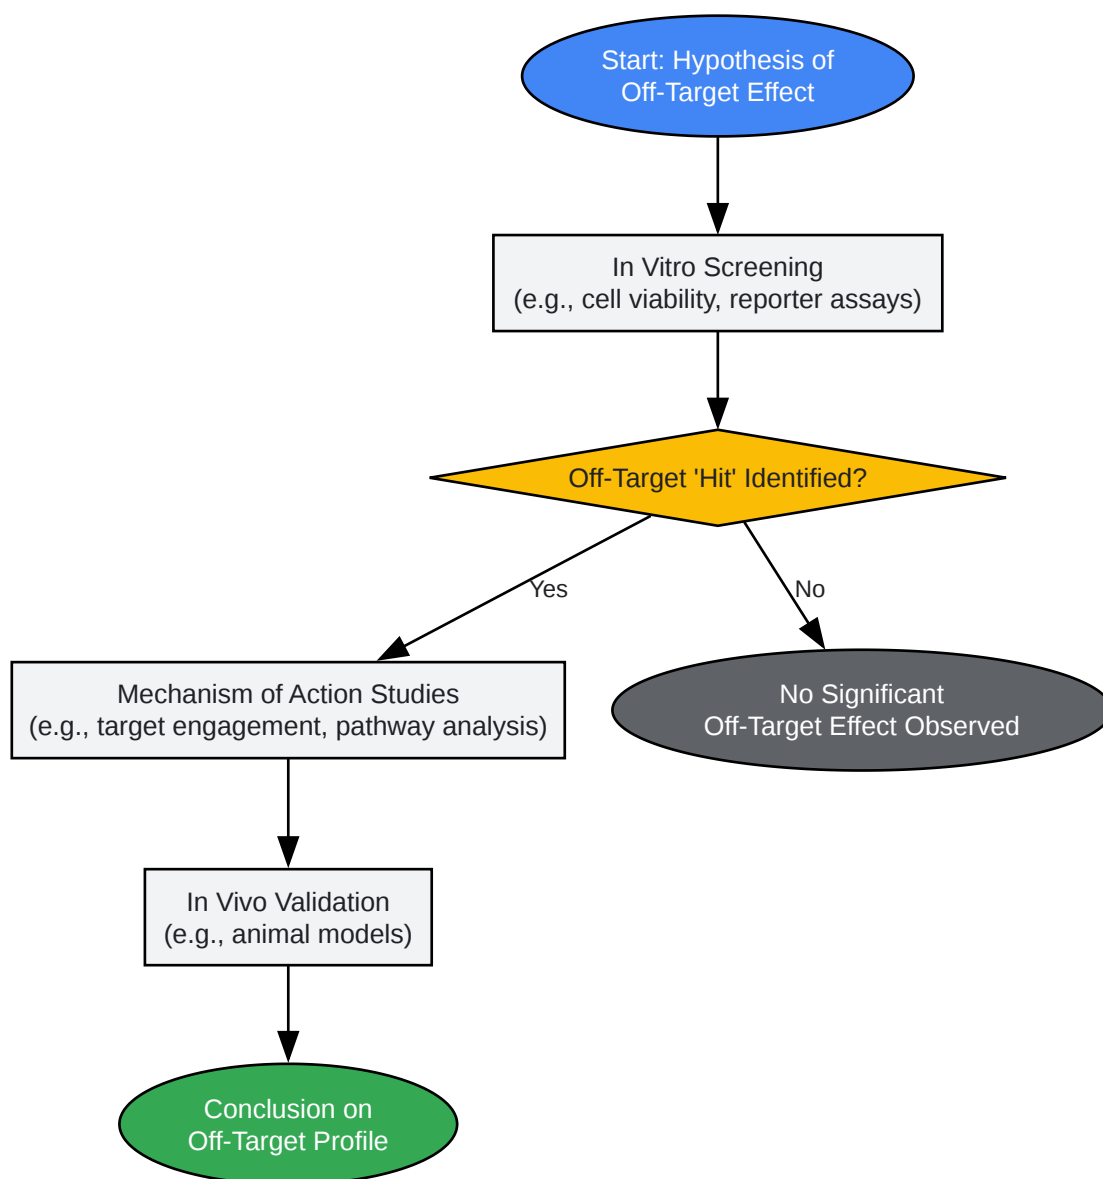 Start: Hypothesis of
Off-Target Effect
In Vitro Screening
(e.g., cell viability, reporter assays)
Off-Target 'Hit' Identified?
Yes
No
Mechanism of Action Studies
(e.g., target engagement, pathway analysis)
No Significant
Off-Target Effect Observed
In Vivo Validation
(e.g., animal models)
Conclusion on
Off-Target Profile